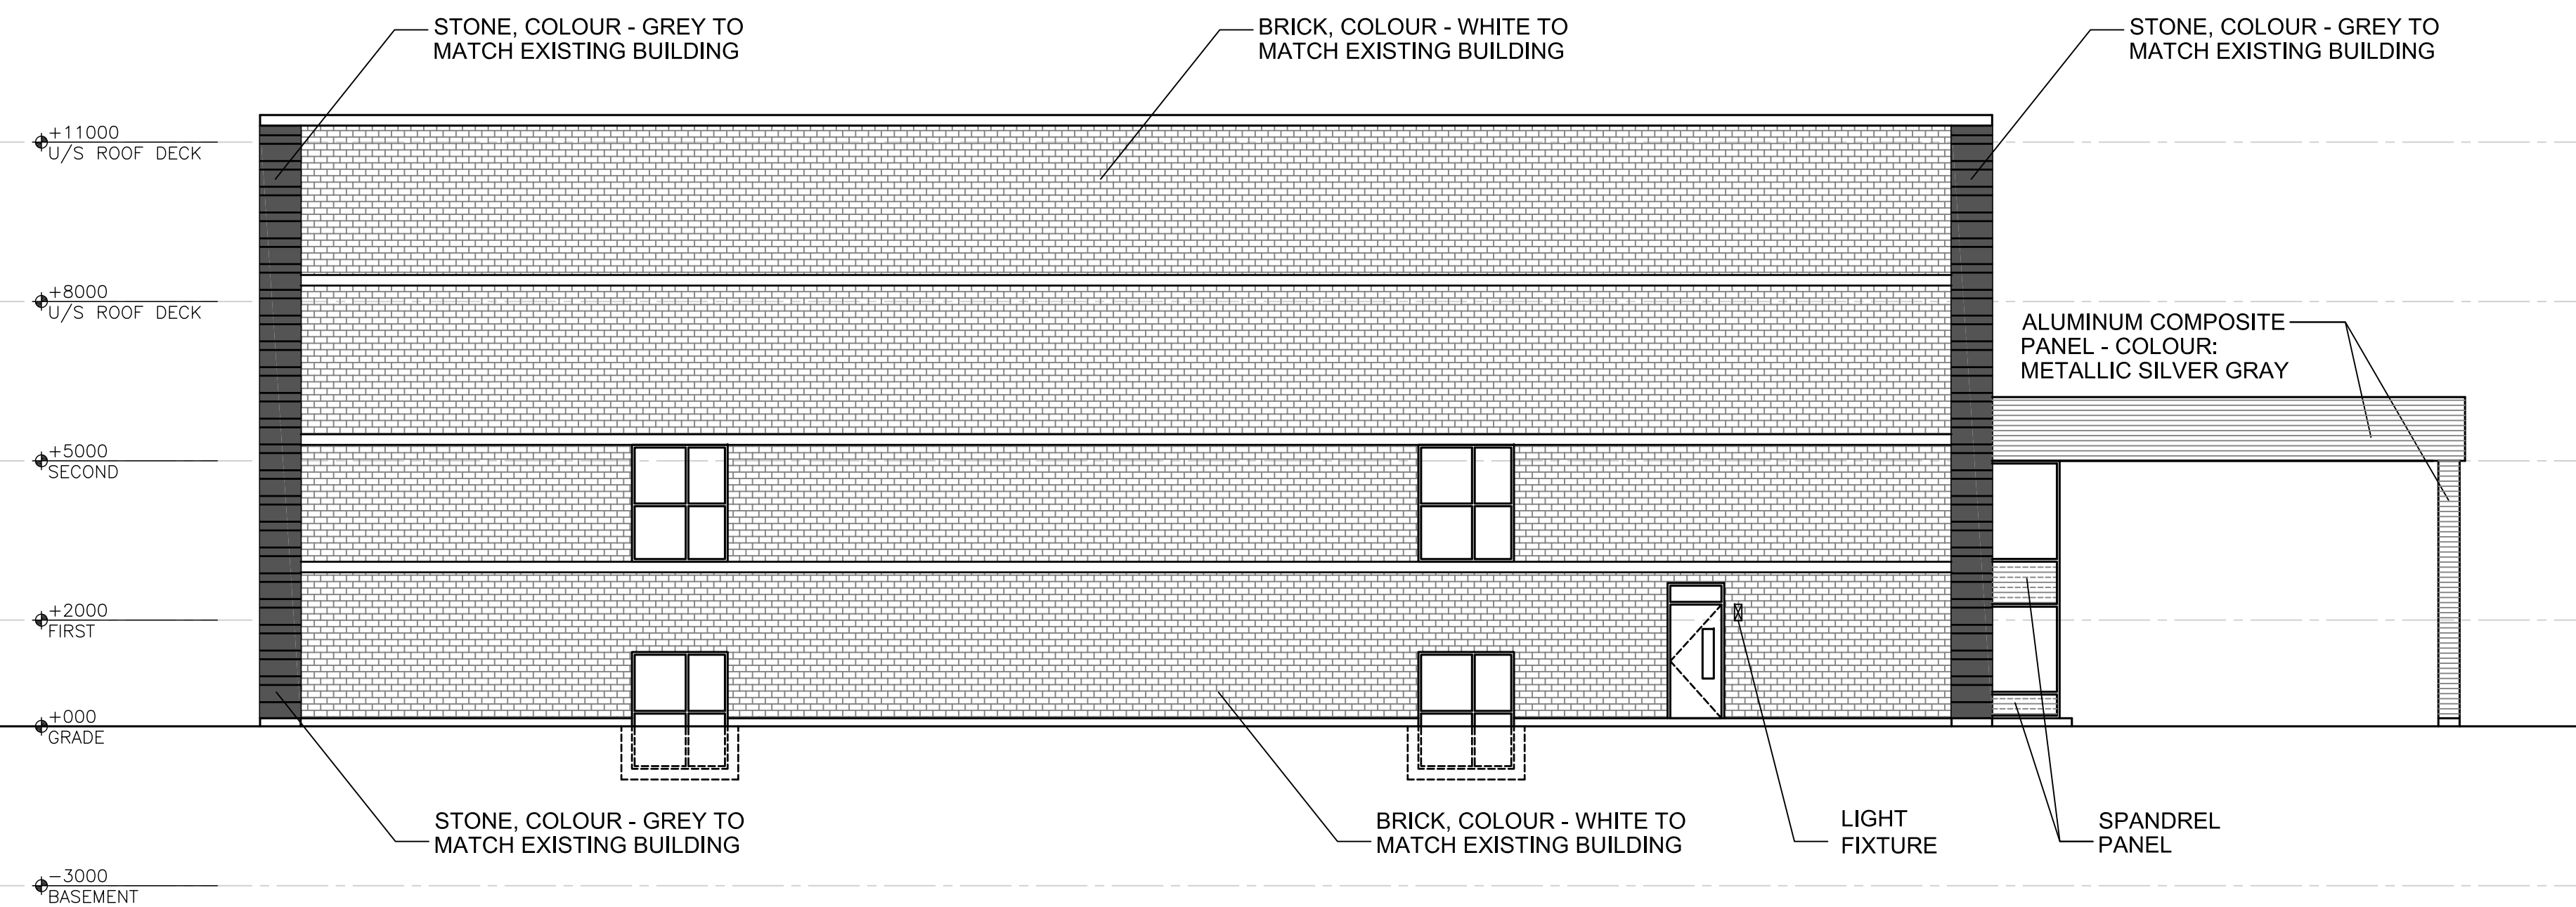 STONE, COLOUR - GREY TO
MATCH EXISTING BUILDING
BRICK, COLOUR - WHITE TO
MATCH EXISTING BUILDING
STONE, COLOUR - GREY TO
MATCH EXISTING BUILDING
+11000
U/S ROOF DECK
+8000
U/S ROOF DECK
ALUMINUM COMPOSITE
PANEL - COLOUR:
METALLIC SILVER GRAY
+5000
SECOND
+2000
FIRST
+000
GRADE
STONE, COLOUR - GREY TO
MATCH EXISTING BUILDING
BRICK, COLOUR - WHITE TO
MATCH EXISTING BUILDING
LIGHT
FIXTURE
SPANDREL
PANEL
-3000
BASEMENT